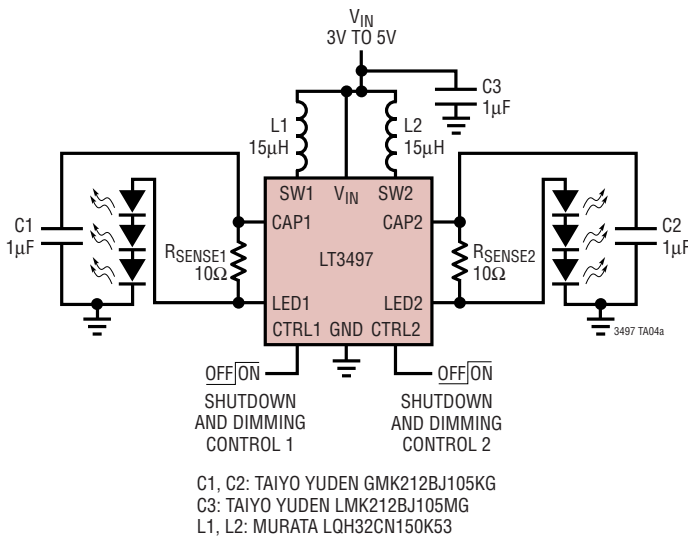 VIN
3V TO 5V
C3
1µF
L1
15µH
L2
15µH
SW1 VIN SW2
CAP1 CAP2
C1
1µF
RSENSE1
10Ω
LT3497
RSENSE2
10Ω
C2
1µF
LED1 LED2
CTRL1 GND CTRL2
3497 TA04a
OFF ON
OFF ON
SHUTDOWN
AND DIMMING
CONTROL 1
SHUTDOWN
AND DIMMING
CONTROL 2
C1, C2: TAIYO YUDEN GMK212BJ105KG
C3: TAIYO YUDEN LMK212BJ105MG
L1, L2: MURATA LQH32CN150K53